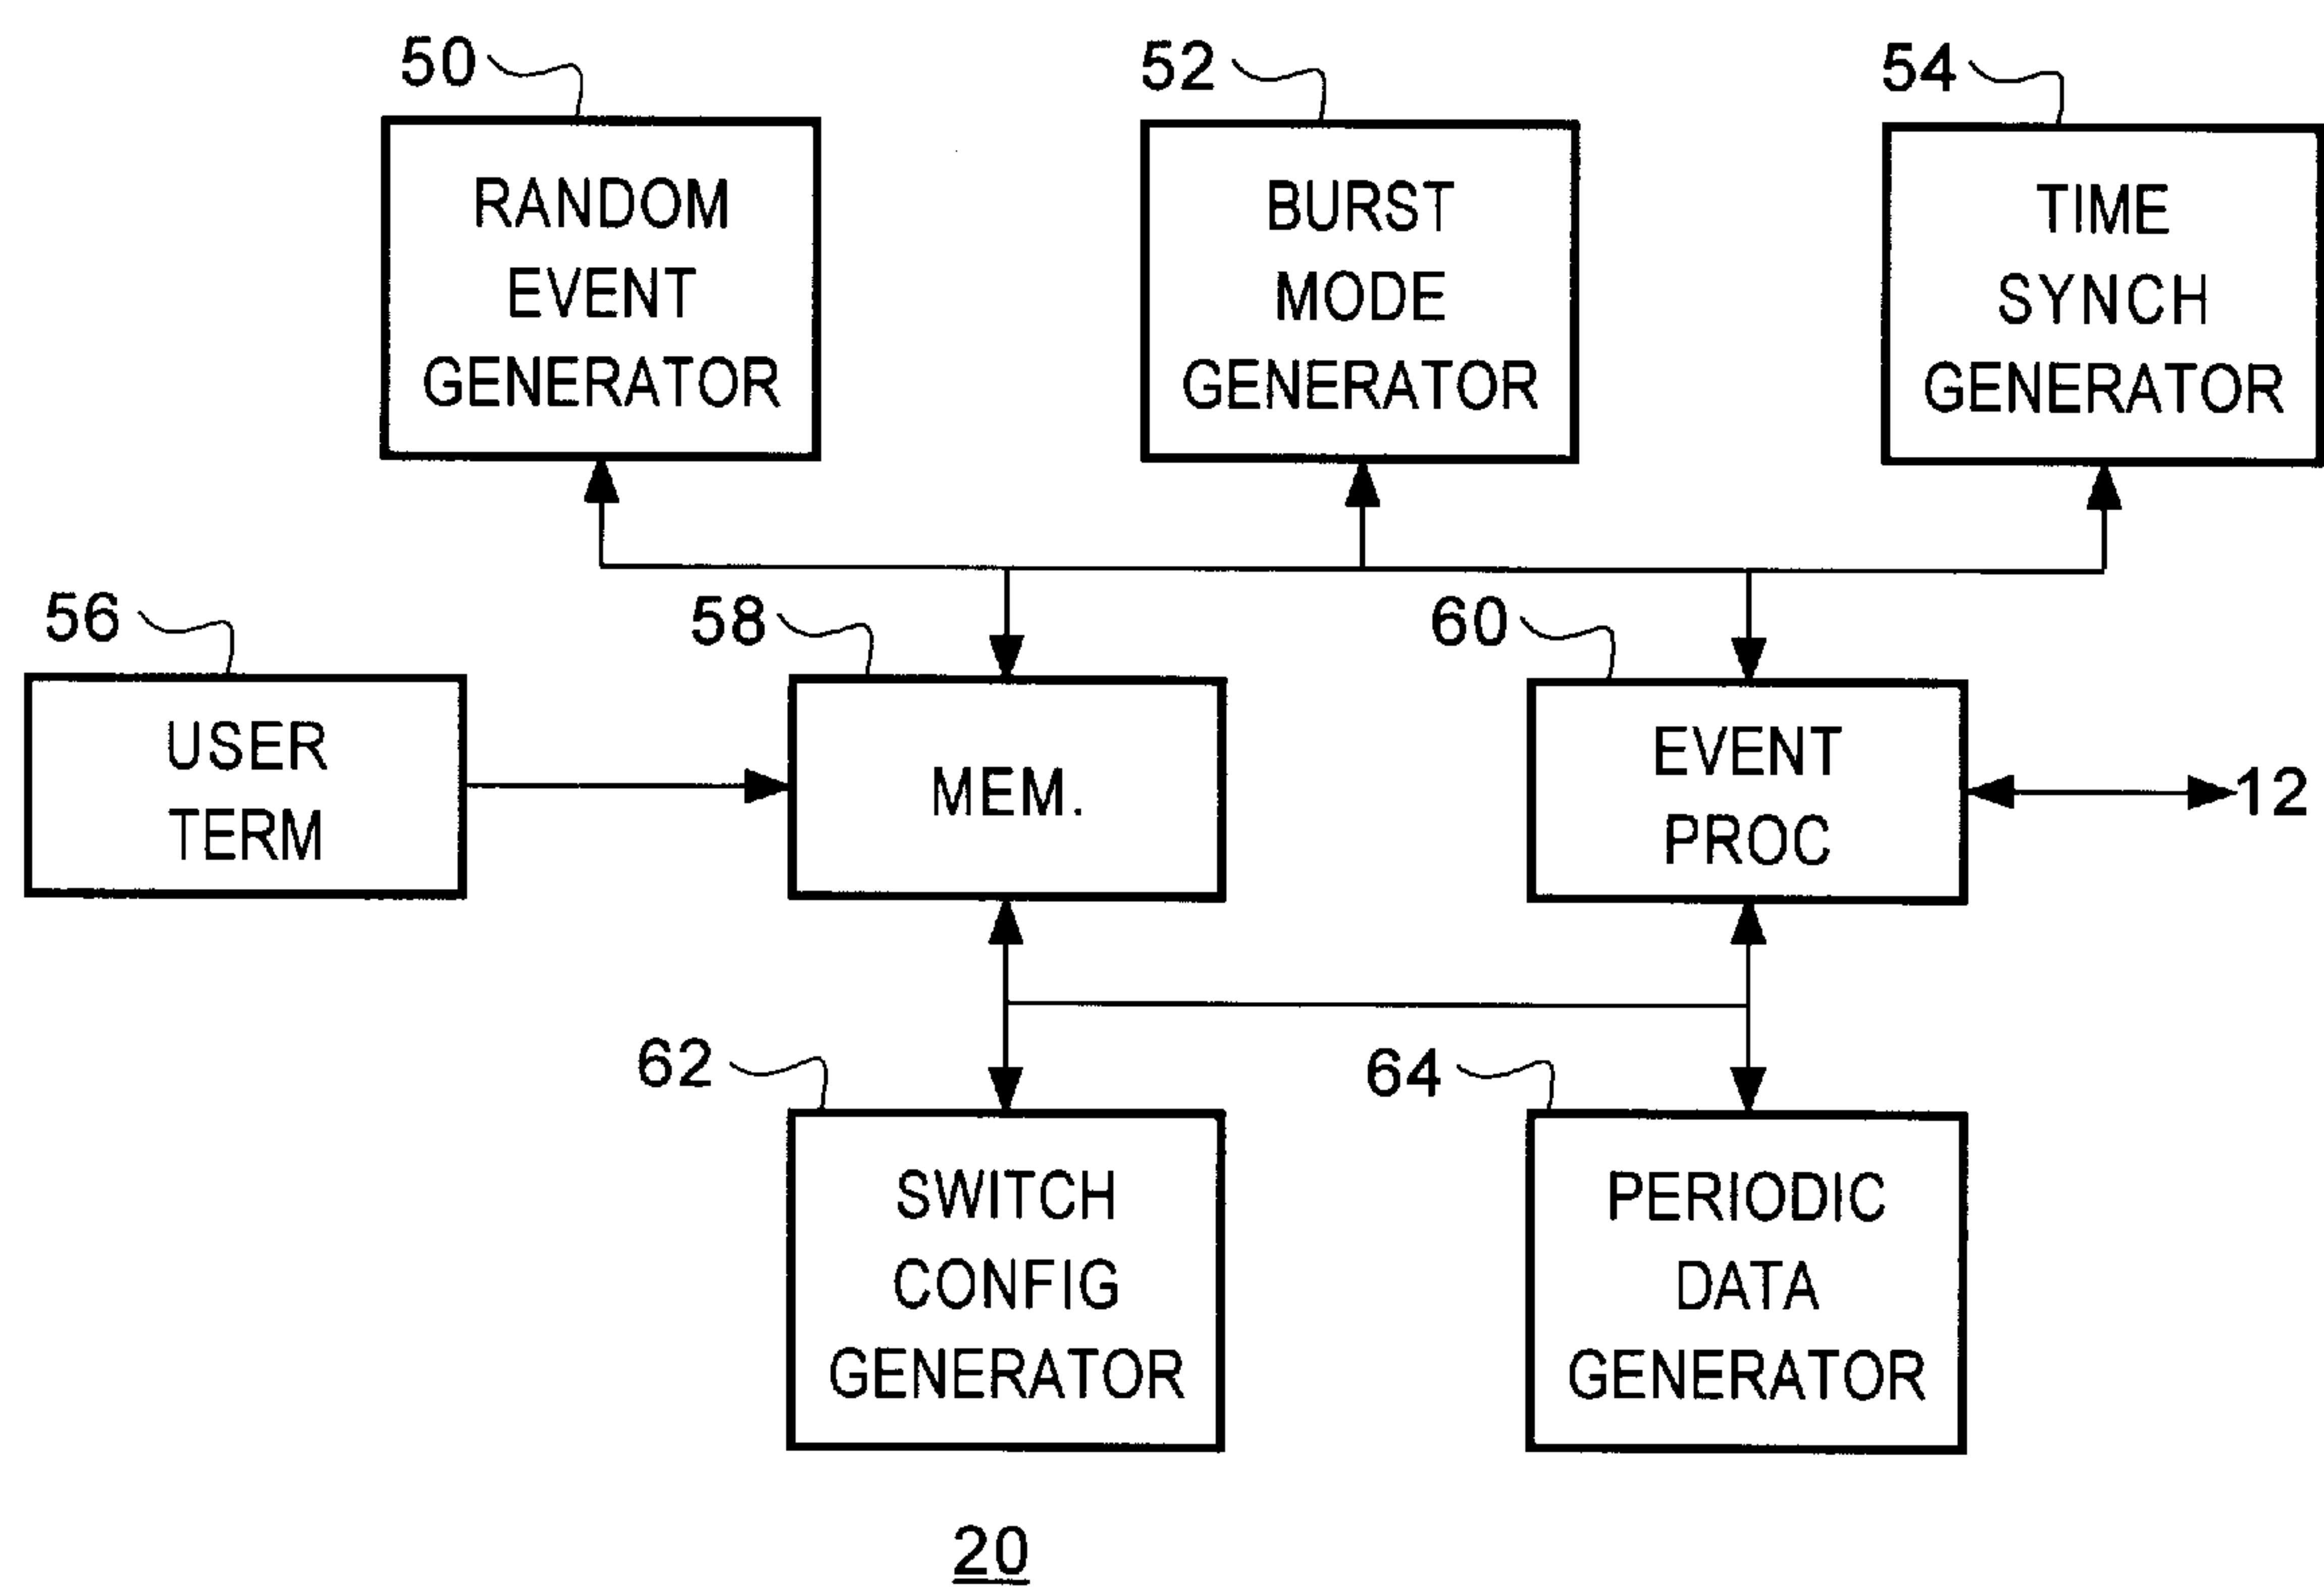 50
52
54
RANDOM
EVENT
GENERATOR
BURST
MODE
GENERATOR
TIME
SYNCH
GENERATOR
56
58
60
USER
TERM
MEM.
EVENT
PROC
12
62
64
SWITCH
CONFIG
GENERATOR
PERIODIC
DATA
GENERATOR
20